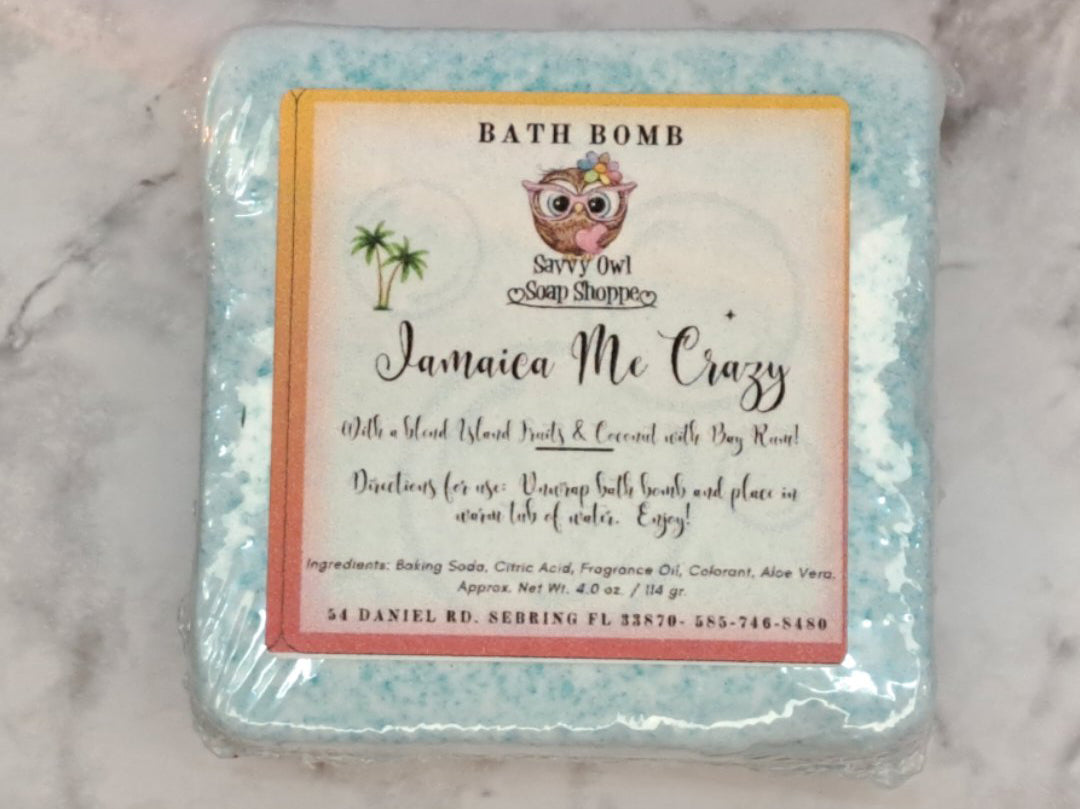 BATH BOMB
Savvy Owl
Soap Shoppe
Jamaica Me Crazy
With a blend Island Fruits & Coconut with Bay Rum!
Directions for use: Unwrap bath bomb and place in
warm tub of water. Enjoy!
Ingredients: Baking Soda, Citric Acid, Fragrance Oil, Colorant, Aloe Vera.
Approx. Net Wt. 4.0 oz. / 114 gr.
54 DANIEL RD. SEBRING FL 33870- 585-746-8480